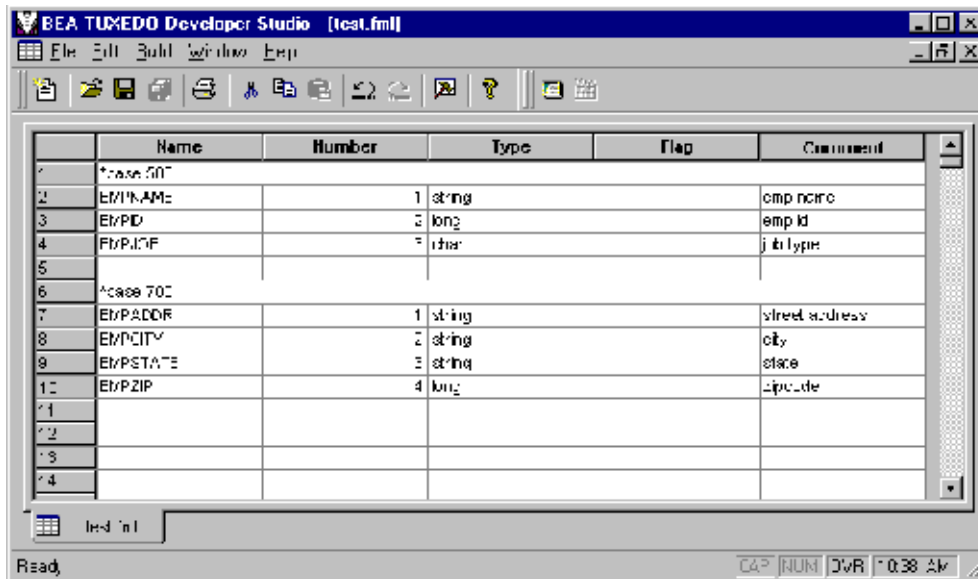 BEA TUXEDO Developer Studio [test.fml]
File Edit Build Window Help
Name Number Type Flag Comment
1 *base 500
2 EMPNAME 1 string emp name
3 EMPID 2 long emp id
4 EMPJOB 3 char job type
5
6 *base 700
7 EMPADDR 1 string street address
8 EMPCITY 2 string city
9 EMPSTATE 3 string state
10 EMPZIP 4 long zipcode
11
12
13
14
test.fml
Ready CAP NUM OVR 10:38 AM